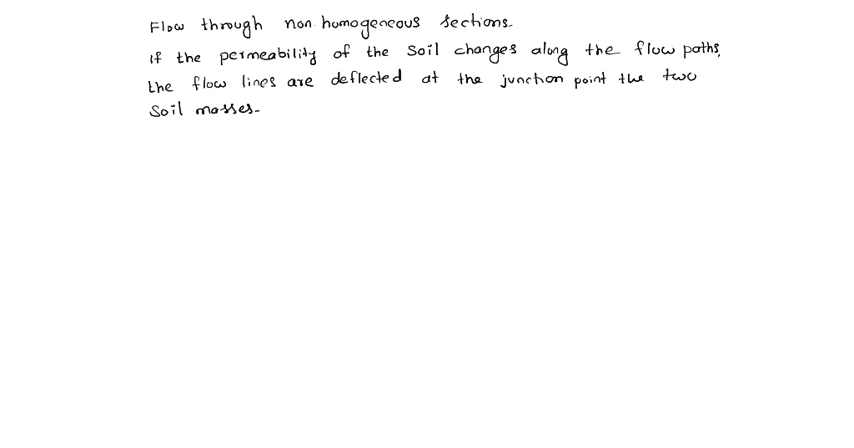 Flow through non-homogeneous sections.
if the permeability of the soil changes along the flow paths,
the flow lines are deflected at the junction point the two
soil masses-